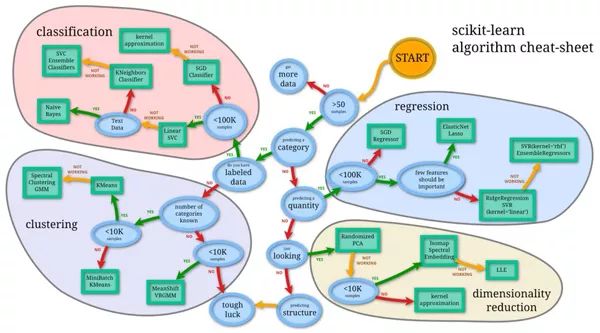 scikit-learn
algorithm cheat-sheet
START
get
more
data
NO
>50
samples
YES
predicting a
category
YES
NO
do you have
labeled
data
YES
NO
predicting a
quantity
YES
NO
just
looking
YES
NO
predicting
structure
tough
luck
classification
kernel
approximation
NOT
WORKING
SGD
Classifier
NO
<100K
samples
YES
Linear
SVC
NOT
WORKING
Text
Data
YES
NO
Naive
Bayes
KNeighbors
Classifier
NOT
WORKING
SVC
Ensemble
Classifiers
regression
<100K
samples
NO
YES
SGD
Regressor
few features
should be
important
YES
NO
ElasticNet
Lasso
RidgeRegression
SVR
(kernel='linear')
NOT
WORKING
SVR(kernel='rbf')
EnsembleRegressors
clustering
number of
categories
known
YES
NO
<10K
samples
YES
NO
KMeans
NOT
WORKING
Spectral
Clustering
GMM
MiniBatch
KMeans
<10K
samples
YES
NO
MeanShift
VBGMM
dimensionality
reduction
Randomized
PCA
NOT
WORKING
<10K
samples
YES
NO
Isomap
Spectral
Embedding
NOT
WORKING
LLE
kernel
approximation